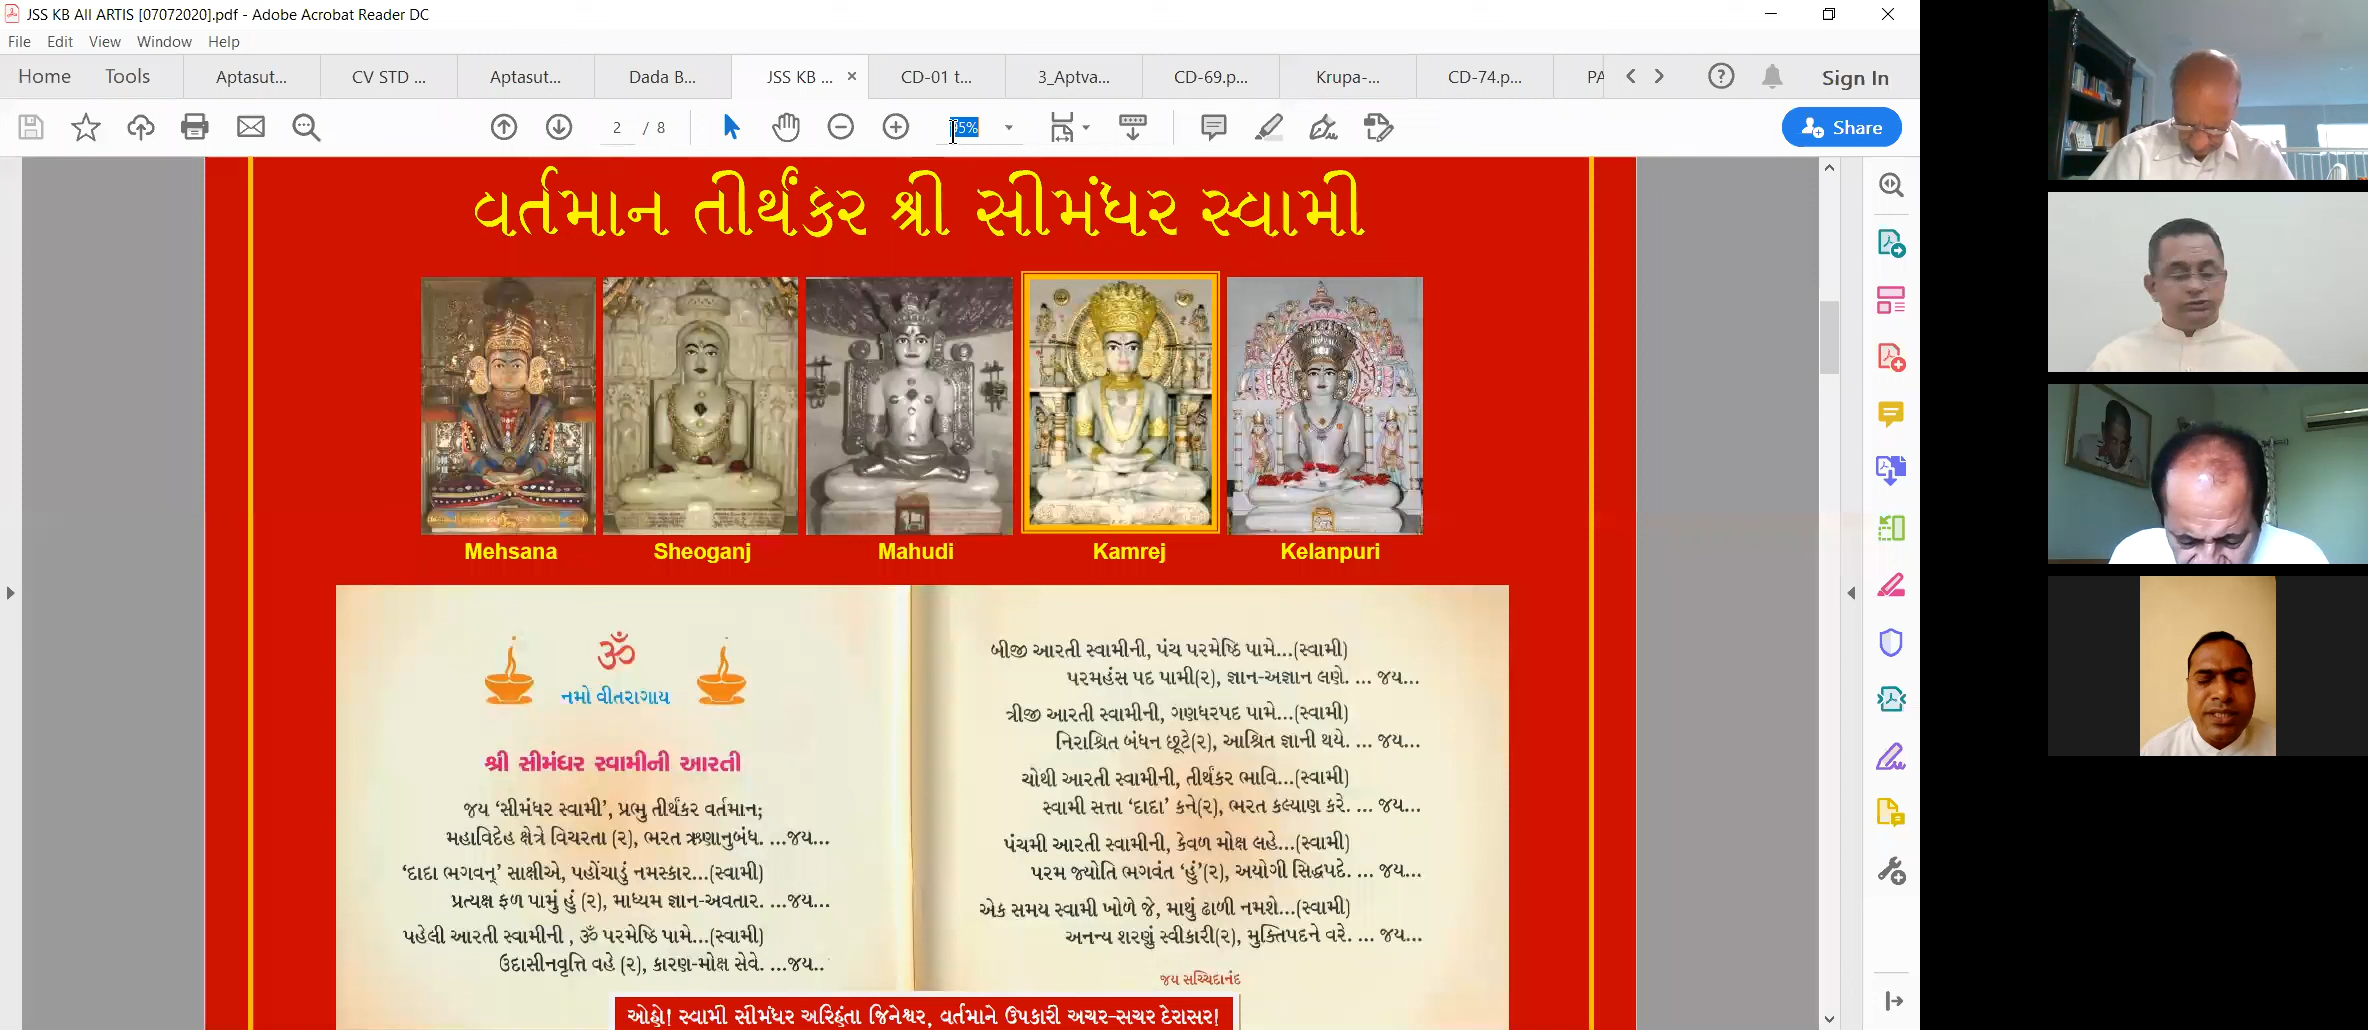 JSS KB All ARTIS [07072020].pdf - Adobe Acrobat Reader DC
File Edit View Window Help
Home Tools Aptasut... CV STD ... Aptasut... Dada B... JSS KB ... CD-01 t... 3_Aptva... CD-69.p... Krupa-... CD-74.p... PA Sign In
2 / 8 Share
વર્તમાન તીર્થંકર શ્રી સીમંધર સ્વામી
Mehsana Sheoganj Mahudi Kamrej Kelanpuri
ૐ
નમો વીતરાગાય
શ્રી સીમંધર સ્વામીની આરતી
જય ‘સીમંધર સ્વામી’, પ્રભુ તીર્થંકર વર્તમાન;
મહાવિદેહ ક્ષેત્રે વિચરતા (૨), ભરત ઋણાનુબંધ. ...જય...
‘દાદા ભગવન્’ સાક્ષીએ, પહોંચાડું નમસ્કાર...(સ્વામી)
પ્રત્યક્ષ ફળ પામું હું (૨), માધ્યમ જ્ઞાન-અવતાર. ...જય...
પહેલી આરતી સ્વામીની , ૐ પરમેષ્ઠિ પામે...(સ્વામી)
ઉદાસીનવૃત્તિ વહે (૨), કારણ-મોક્ષ સેવે. ...જય..
બીજી આરતી સ્વામીની, પંચ પરમેષ્ઠિ પામે...(સ્વામી)
પરમહંસ પદ પામી(૨), જ્ઞાન-અજ્ઞાન લણે. ... જય...
ત્રીજી આરતી સ્વામીની, ગણધરપદ પામે...(સ્વામી)
નિરાશ્રિત બંધન છૂટે(૨), આશ્રિત જ્ઞાની થયે. ... જય...
ચોથી આરતી સ્વામીની, તીર્થંકર ભાવિ...(સ્વામી)
સ્વામી સત્તા ‘દાદા’ કને(૨), ભરત કલ્યાણ કરે. ... જય...
પંચમી આરતી સ્વામીની, કેવળ મોક્ષ લહે...(સ્વામી)
પરમ જ્યોતિ ભગવંત ‘હું’(૨), અયોગી સિદ્ધપદે. ... જય...
એક સમય સ્વામી ખોળે જે, માથું ઢાળી નમશે...(સ્વામી)
અનન્ય શરણું સ્વીકારી(૨), મુક્તિપદને વરે. ... જય...
જય સચ્ચિદાનંદ
ઓહો! સ્વામી સીમંધર અરિહંતા જિનેશ્વર, વર્તમાને ઉપકારી અચર-સચર દેરાસર!